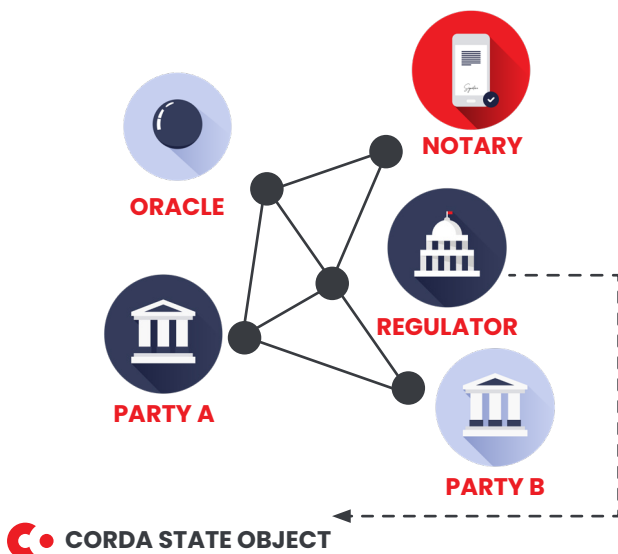 NOTARY
ORACLE
REGULATOR
PARTY A
PARTY B
CORDA STATE OBJECT